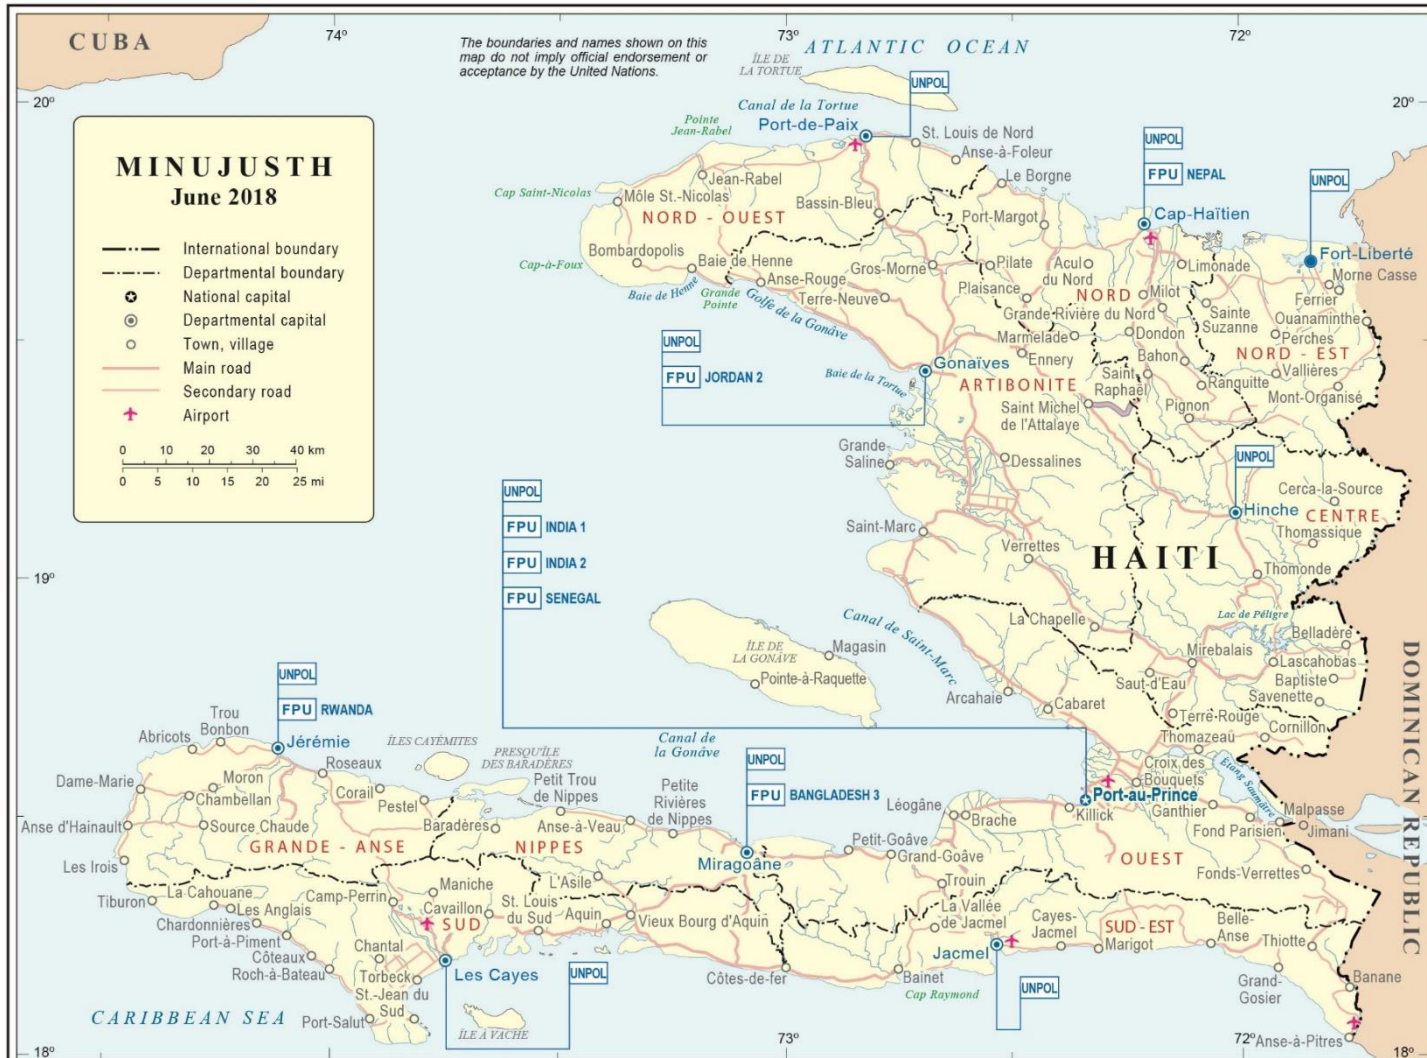 CUBA
74°
73°
72°
The boundaries and names shown on this
map do not imply official endorsement or
acceptance by the United Nations.
ATLANTIC OCEAN
ÎLE DE
LA TORTUE
UNPOL
20°
20°
Canal de la Tortue
Port-de-Paix
Pointe
Jean-Rabel
St. Louis de Nord
Anse-à-Foleur
Le Borgne
UNPOL
FPU NEPAL
UNPOL
MINUJUSTH
June 2018
International boundary
Departmental boundary
National capital
Departmental capital
Town, village
Main road
Secondary road
Airport
0 10 20 30 40 km
0 5 10 15 20 25 mi
Jean-Rabel
Cap Saint-Nicolas
Môle St.-Nicolas
NORD - OUEST
Bassin-Bleu
Port-Margot
Cap-Haïtien
Bombardopolis
Cap-à-Foux
Baie de Henne
Baie de Henne
Grande
Pointe
Anse-Rouge
Terre-Neuve
Gros-Morne
Golfe de la Gonâve
Pilate
Plaisance
Acul
du Nord
NORD
Limonade
Milot
Grande Rivière du Nord
Fort-Liberté
Morne Casse
Ferrier
Ouanaminthe
Sainte
Suzanne
Perches
NORD - EST
Vallières
Mont-Organisé
Marmelade
Dondon
Ennery
Bahon
Saint
Raphaël
Ranquitte
Pignon
UNPOL
FPU JORDAN 2
Baie de la Tortue
Gonaïves
ARTIBONITE
Saint Michel
de l'Attalaye
Grande-
Saline
Dessalines
UNPOL
Cerca-la-Source
Hinche
CENTRE
Thomassique
UNPOL
FPU INDIA 1
FPU INDIA 2
FPU SENEGAL
Saint-Marc
Verrettes
HAITI
Thomonde
19°
19°
Lac de Péligre
La Chapelle
Belladère
Canal de Saint-Marc
Mirebalais
Lascahobas
Baptiste
Savenette
Saut-d'Eau
ÎLE DE
LA GONÂVE
Magasin
Pointe-à-Raquette
Arcahaie
Cabaret
Terre-Rouge
Thomazeau
Cornillon
DOMINICAN REPUBLIC
UNPOL
FPU RWANDA
Trou
Bonbon
Abricots
Jérémie
Roseaux
ÎLES CAYÉMITES
PRESQU'ÎLE
DES BARADÈRES
Canal de
la Gonâve
UNPOL
FPU BANGLADESH 3
Croix des
Bouquets
Étang Saumâtre
Port-au-Prince
Ganthier
Malpasse
Jimani
Fond Parisien
Killick
Léogâne
Brache
Dame-Marie
Moron
Chambellan
Corail
Pestel
Petit Trou
de Nippes
Petite
Rivières
de Nippes
Anse d'Hainault
Source Chaude
Baradères
Anse-à-Veau
Petit-Goâve
Grand-Goâve
GRANDE - ANSE
NIPPES
Miragoâne
OUEST
Les Irois
Fonds-Verrettes
L'Asile
Trouin
Tiburon
La Cahouane
Les Anglais
Camp-Perrin
Maniche
Cavaillon
St. Louis
du Sud
Aquin
Vieux Bourg d'Aquin
La Vallée
de Jacmel
Cayes-
Jacmel
SUD-EST
Marigot
Belle-
Anse
Thiotte
Chardonnières
Port-à-Piment
Côteaux
Roch-à-Bateau
SUD
Chantal
Torbeck
St.-Jean du
Sud
Les Cayes
UNPOL
Côtes-de-fer
Bainet
Cap Raymond
Jacmel
UNPOL
Grand-
Gosier
Banane
Anse-à-Pitres
CARIBBEAN SEA
Port-Salut
ÎLE À VACHE
18°
74°
73°
72°
18°